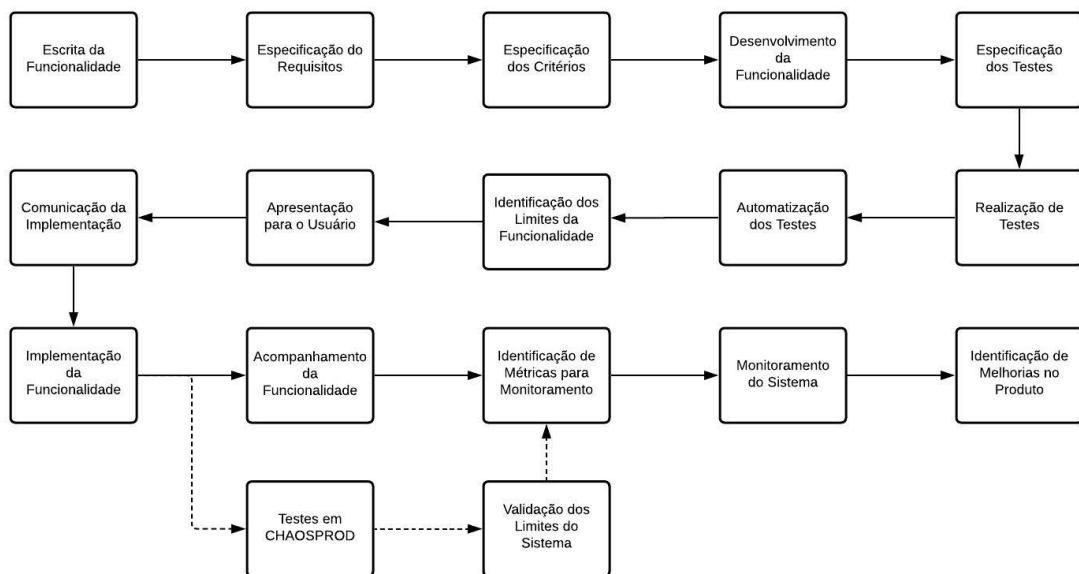 Escrita da
Funcionalidade
Especificação do
Requisitos
Especificação
dos Critérios
Desenvolvimento
da
Funcionalidade
Especificação
dos Testes
Comunicação da
Implementação
Apresentação
para o Usuário
Identificação dos
Limites da
Funcionalidade
Automatização
dos Testes
Realização de
Testes
Implementação
da
Funcionalidade
Acompanhamento
da
Funcionalidade
Identificação de
Métricas para
Monitoramento
Monitoramento
do Sistema
Identificação de
Melhorias no
Produto
Testes em
CHAOSPROD
Validação dos
Limites do
Sistema